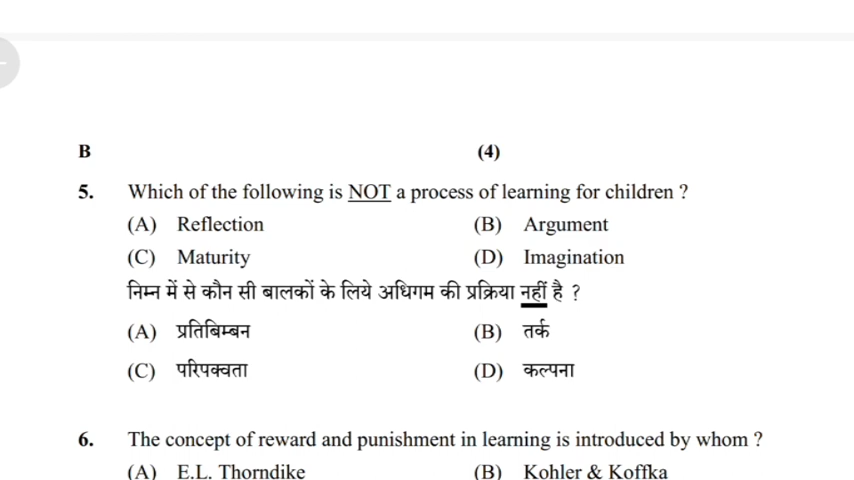 B (4)
5. Which of the following is NOT a process of learning for children ?
(A) Reflection (B) Argument
(C) Maturity (D) Imagination
निम्न में से कौन सी बालकों के लिये अधिगम की प्रक्रिया नहीं है ?
(A) प्रतिबिम्बन (B) तर्क
(C) परिपक्वता (D) कल्पना
6. The concept of reward and punishment in learning is introduced by whom ?
(A) E.L. Thorndike (B) Kohler & Koffka